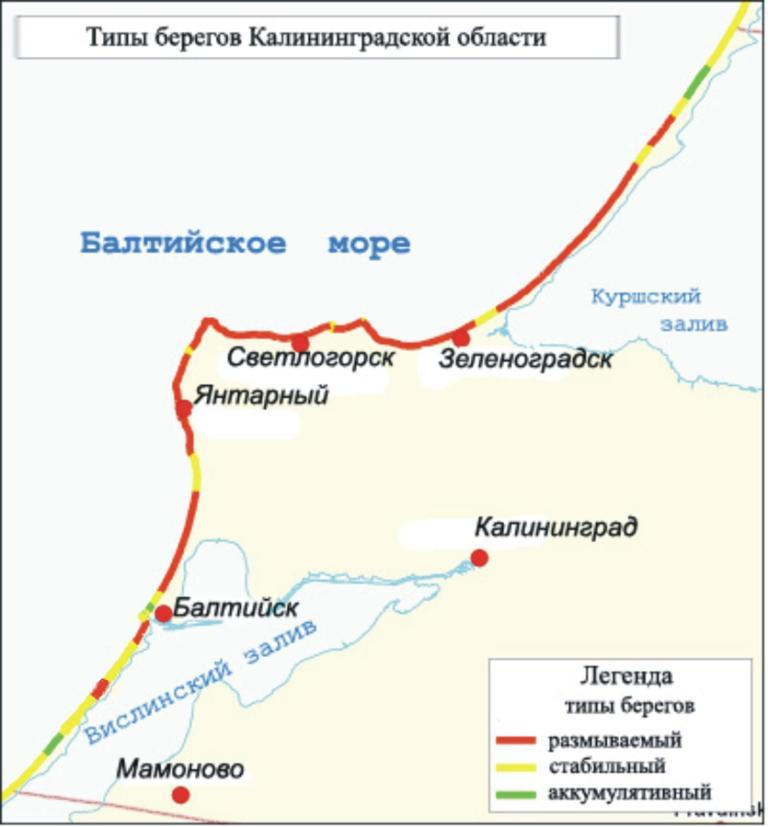 Типы берегов Калининградской области
Балтийское море
Куршский
залив
Светлогорск
Зеленоградск
Янтарный
Калининград
Балтийск
Вислинский залив
Мамоново
Легенда
типы берегов
размываемый
стабильный
аккумулятивный